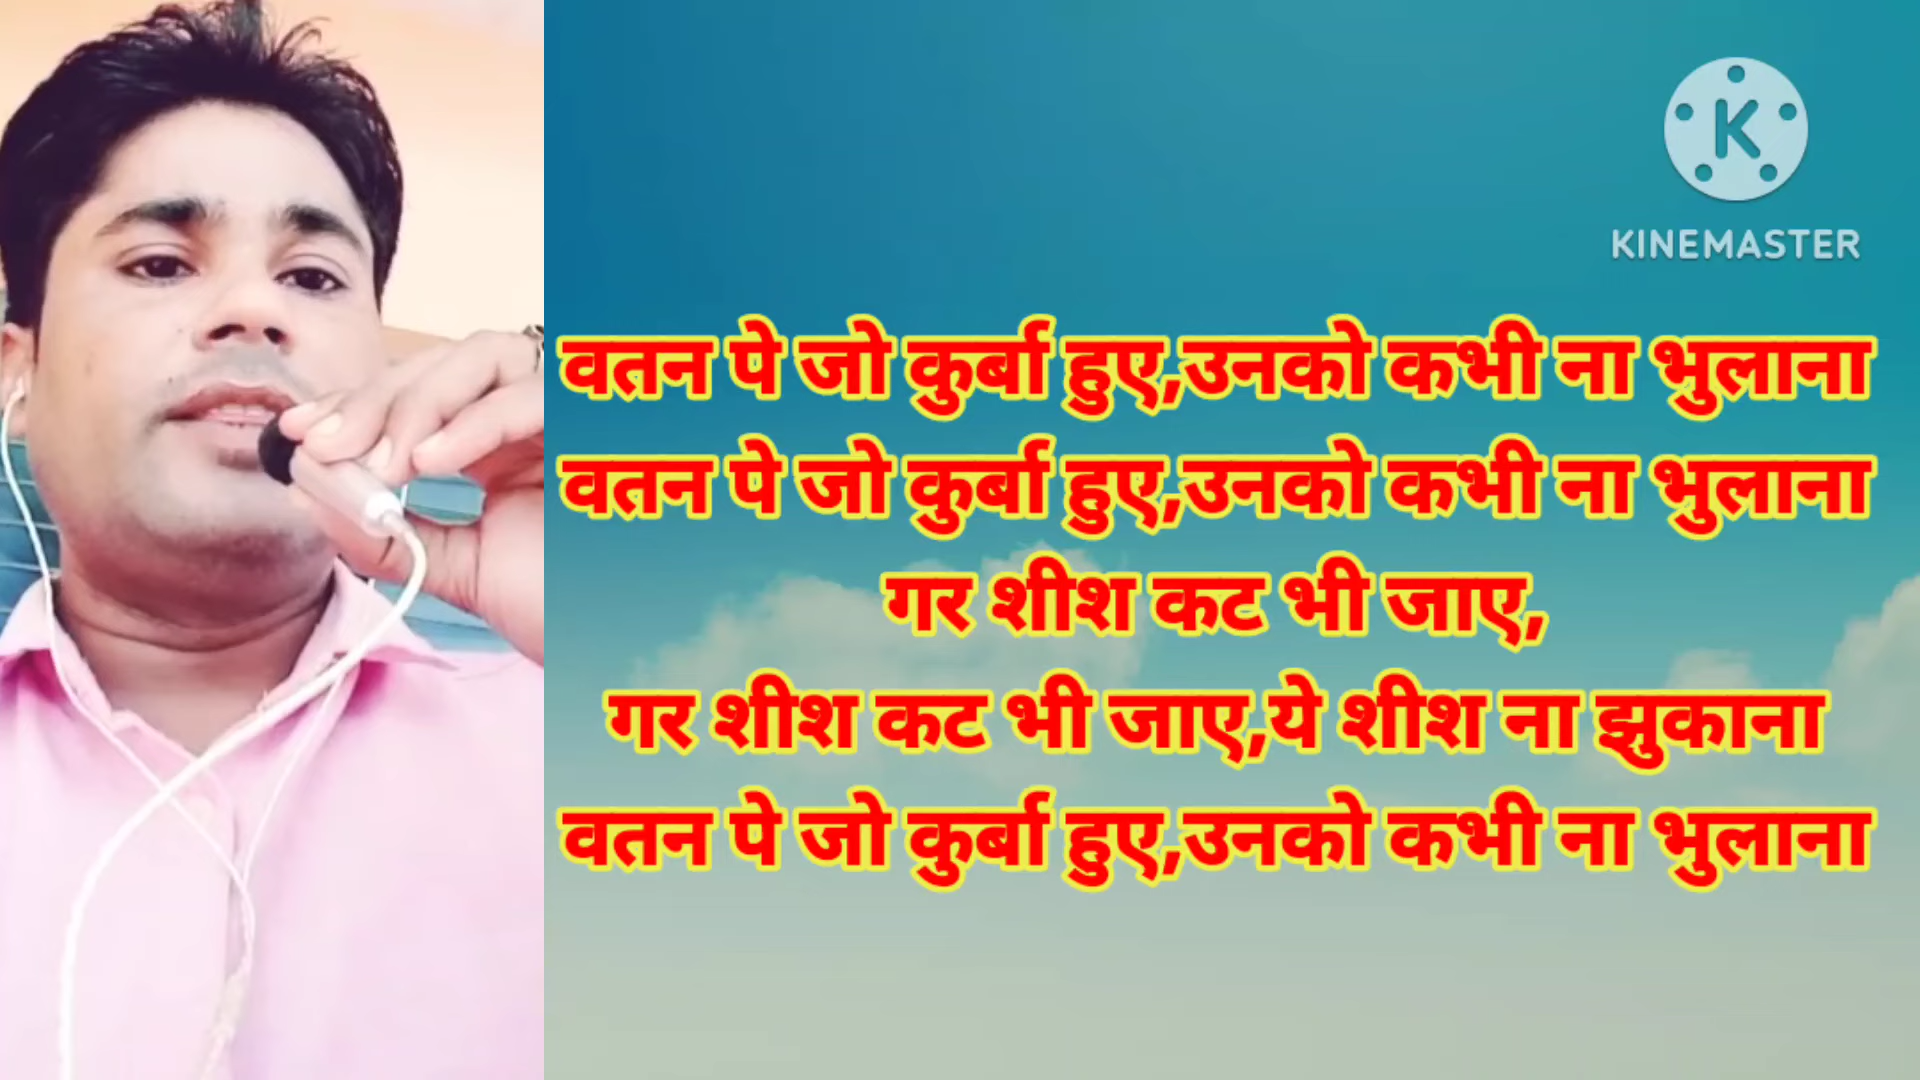 KINEMASTER
वतन पे जो कुर्बा हुए,उनको कभी ना भुलाना
वतन पे जो कुर्बा हुए,उनको कभी ना भुलाना
गर शीश कट भी जाए,
गर शीश कट भी जाए,ये शीश ना झुकाना
वतन पे जो कुर्बा हुए,उनको कभी ना भुलाना